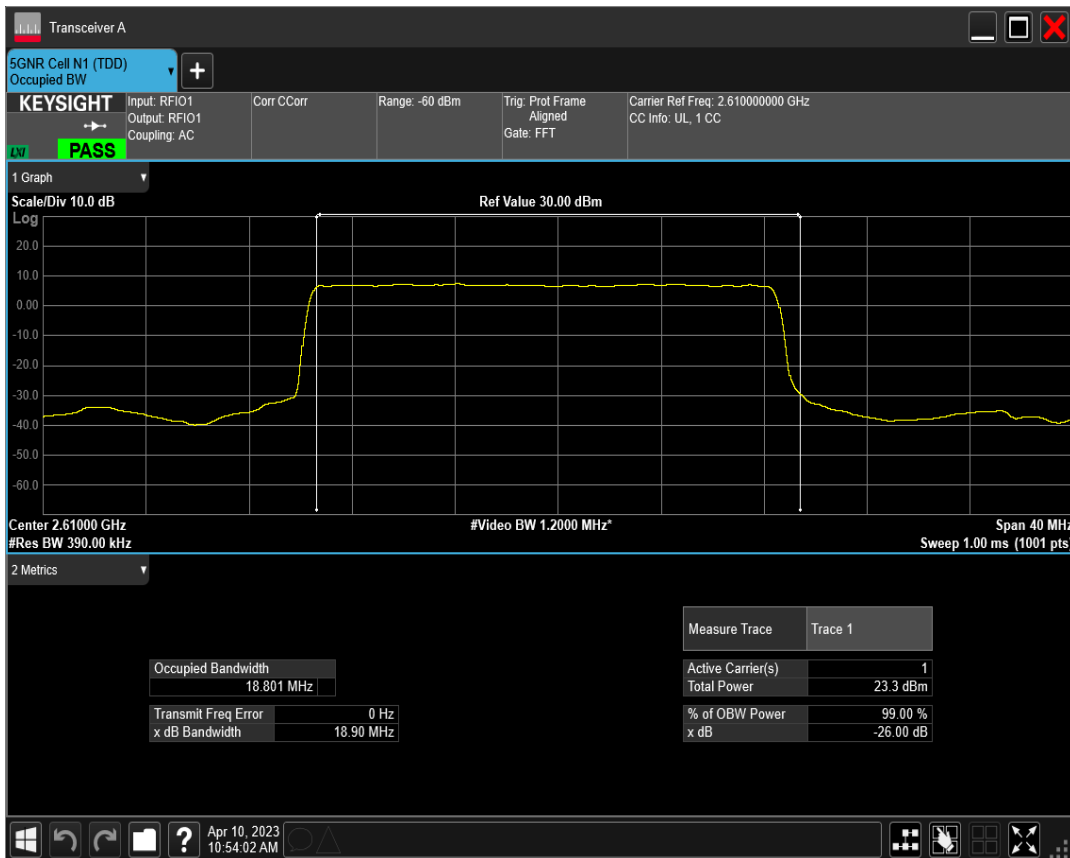 Transceiver A
5GNR Cell N1 (TDD)
Occupied BW
KEYSIGHT
LXI
PASS
Input: RFIO1
Output: RFIO1
Coupling: AC
Corr CCorr
Range: -60 dBm
Trig: Prot Frame
Aligned
Gate: FFT
Carrier Ref Freq: 2.610000000 GHz
CC Info: UL, 1 CC
1 Graph
Scale/Div 10.0 dB
Ref Value 30.00 dBm
Log
20.0
10.0
0.00
-10.0
-20.0
-30.0
-40.0
-50.0
-60.0
Center 2.61000 GHz
#Video BW 1.2000 MHz*
Span 40 MHz
#Res BW 390.00 kHz
Sweep 1.00 ms (1001 pts)
2 Metrics
Measure Trace Trace 1
Occupied Bandwidth
18.801 MHz
Active Carrier(s) 1
Total Power 23.3 dBm
Transmit Freq Error 0 Hz
x dB Bandwidth 18.90 MHz
% of OBW Power 99.00 %
x dB -26.00 dB
?
Apr 10, 2023
10:54:02 AM